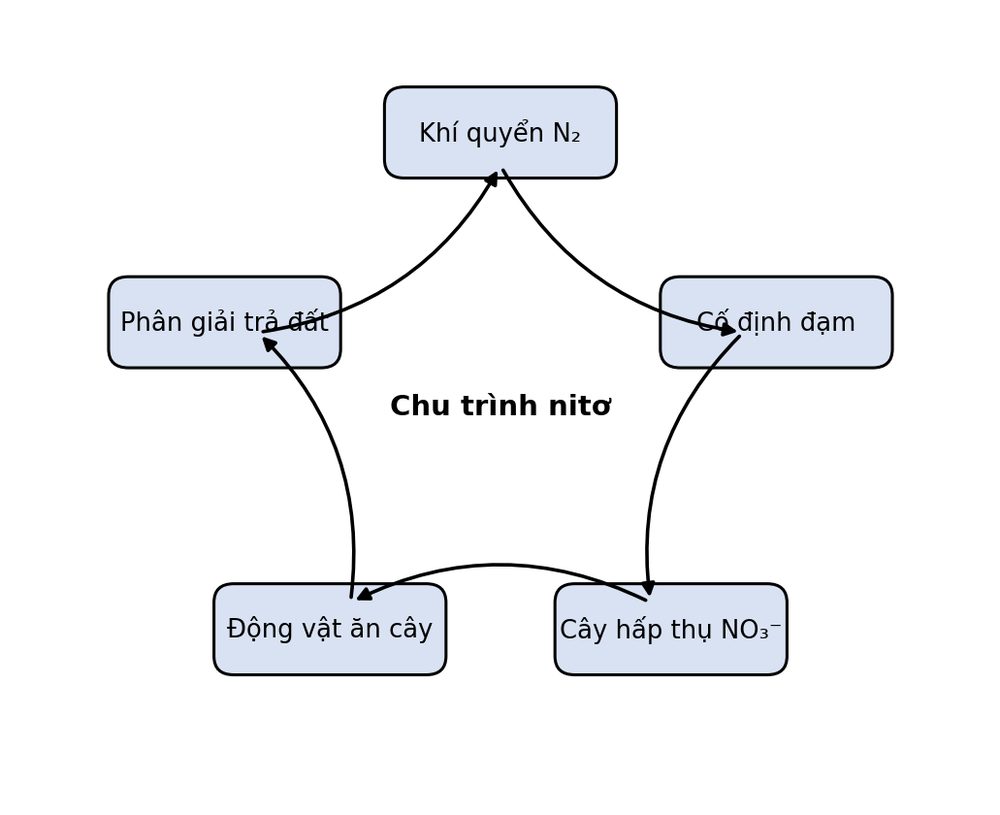 Khí quyển N₂
Phân giải trả đất
Cố định đạm
Chu trình nitơ
Động vật ăn cây
Cây hấp thụ NO₃⁻